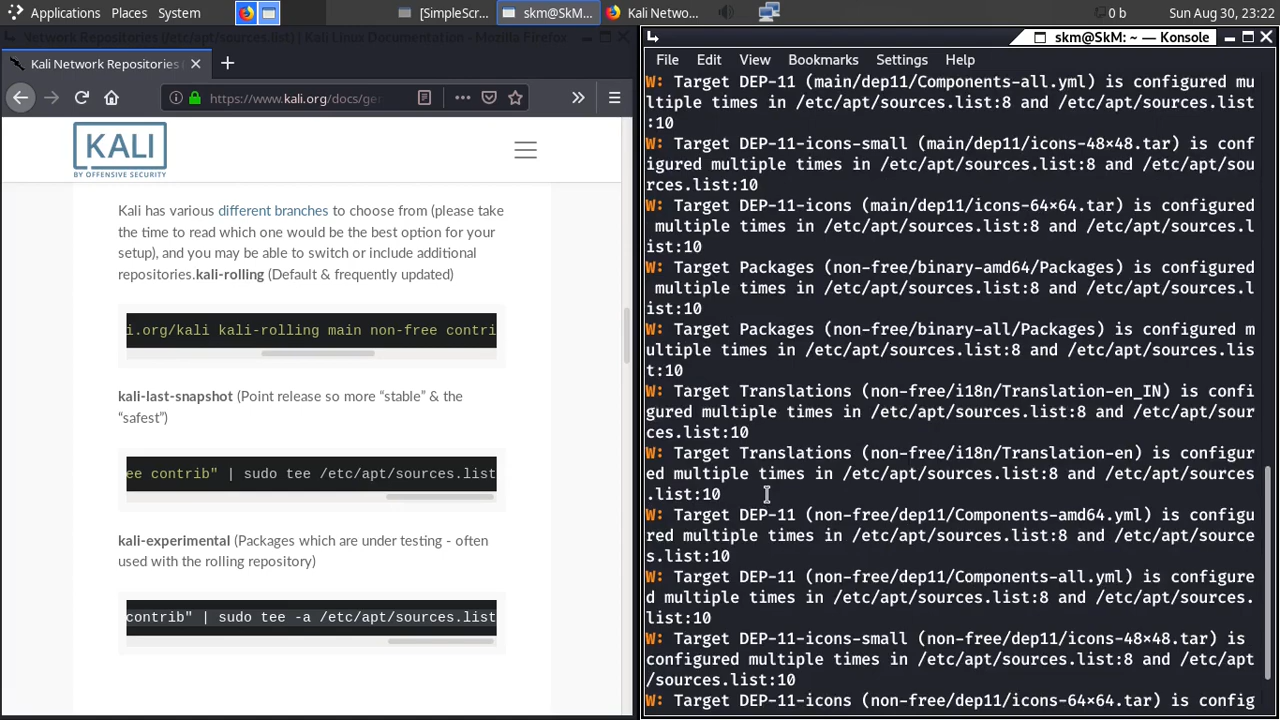 Applications Places System
[SimpleScr...
skm@SkM...
Kali Netwo...
0 b
Sun Aug 30, 23:22
Network Repositories (/etc/apt/sources.list) | Kali Linux Documentation - Mozilla Firefox
Kali Network Repositories
https://www.kali.org/docs/ge
KALI
BY OFFENSIVE SECURITY
Kali has various different branches to choose from (please take
the time to read which one would be the best option for your
setup), and you may be able to switch or include additional
repositories.kali-rolling (Default & frequently updated)
i.org/kali kali-rolling main non-free contri
kali-last-snapshot (Point release so more “stable” & the
“safest”)
ee contrib" | sudo tee /etc/apt/sources.list
kali-experimental (Packages which are under testing - often
used with the rolling repository)
contrib" | sudo tee -a /etc/apt/sources.list
skm@SkM: ~ — Konsole
File Edit View Bookmarks Settings Help
W: Target DEP-11 (main/dep11/Components-all.yml) is configured mu
ltiple times in /etc/apt/sources.list:8 and /etc/apt/sources.list
:10
W: Target DEP-11-icons-small (main/dep11/icons-48×48.tar) is conf
igured multiple times in /etc/apt/sources.list:8 and /etc/apt/sou
rces.list:10
W: Target DEP-11-icons (main/dep11/icons-64×64.tar) is configured
multiple times in /etc/apt/sources.list:8 and /etc/apt/sources.l
ist:10
W: Target Packages (non-free/binary-amd64/Packages) is configured
multiple times in /etc/apt/sources.list:8 and /etc/apt/sources.l
ist:10
W: Target Packages (non-free/binary-all/Packages) is configured m
ultiple times in /etc/apt/sources.list:8 and /etc/apt/sources.lis
t:10
W: Target Translations (non-free/i18n/Translation-en_IN) is confi
gured multiple times in /etc/apt/sources.list:8 and /etc/apt/sour
ces.list:10
W: Target Translations (non-free/i18n/Translation-en) is configur
ed multiple times in /etc/apt/sources.list:8 and /etc/apt/sources
.list:10
W: Target DEP-11 (non-free/dep11/Components-amd64.yml) is configu
red multiple times in /etc/apt/sources.list:8 and /etc/apt/source
s.list:10
W: Target DEP-11 (non-free/dep11/Components-all.yml) is configure
d multiple times in /etc/apt/sources.list:8 and /etc/apt/sources.
list:10
W: Target DEP-11-icons-small (non-free/dep11/icons-48×48.tar) is
configured multiple times in /etc/apt/sources.list:8 and /etc/apt
/sources.list:10
W: Target DEP-11-icons (non-free/dep11/icons-64×64.tar) is config